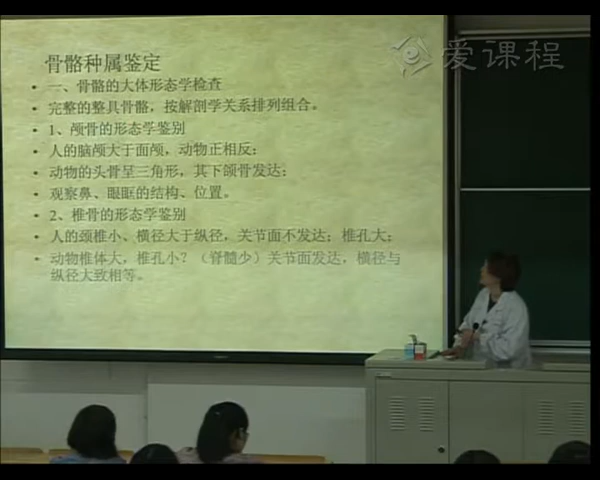 爱课程
骨骼种属鉴定
一、骨骼的大体形态学检查
完整的整具骨骼，按解剖学关系排列组合。
1、颅骨的形态学鉴别
人的脑颅大于面颅，动物正相反；
动物的头骨呈三角形，其下颌骨发达；
观察鼻、眼眶的结构、位置。
2、椎骨的形态学鉴别
人的颈椎小、横径大于纵径，关节面不发达；椎孔大；
动物椎体大，椎孔小？（脊髓少）关节面发达，横径与
纵径大致相等。